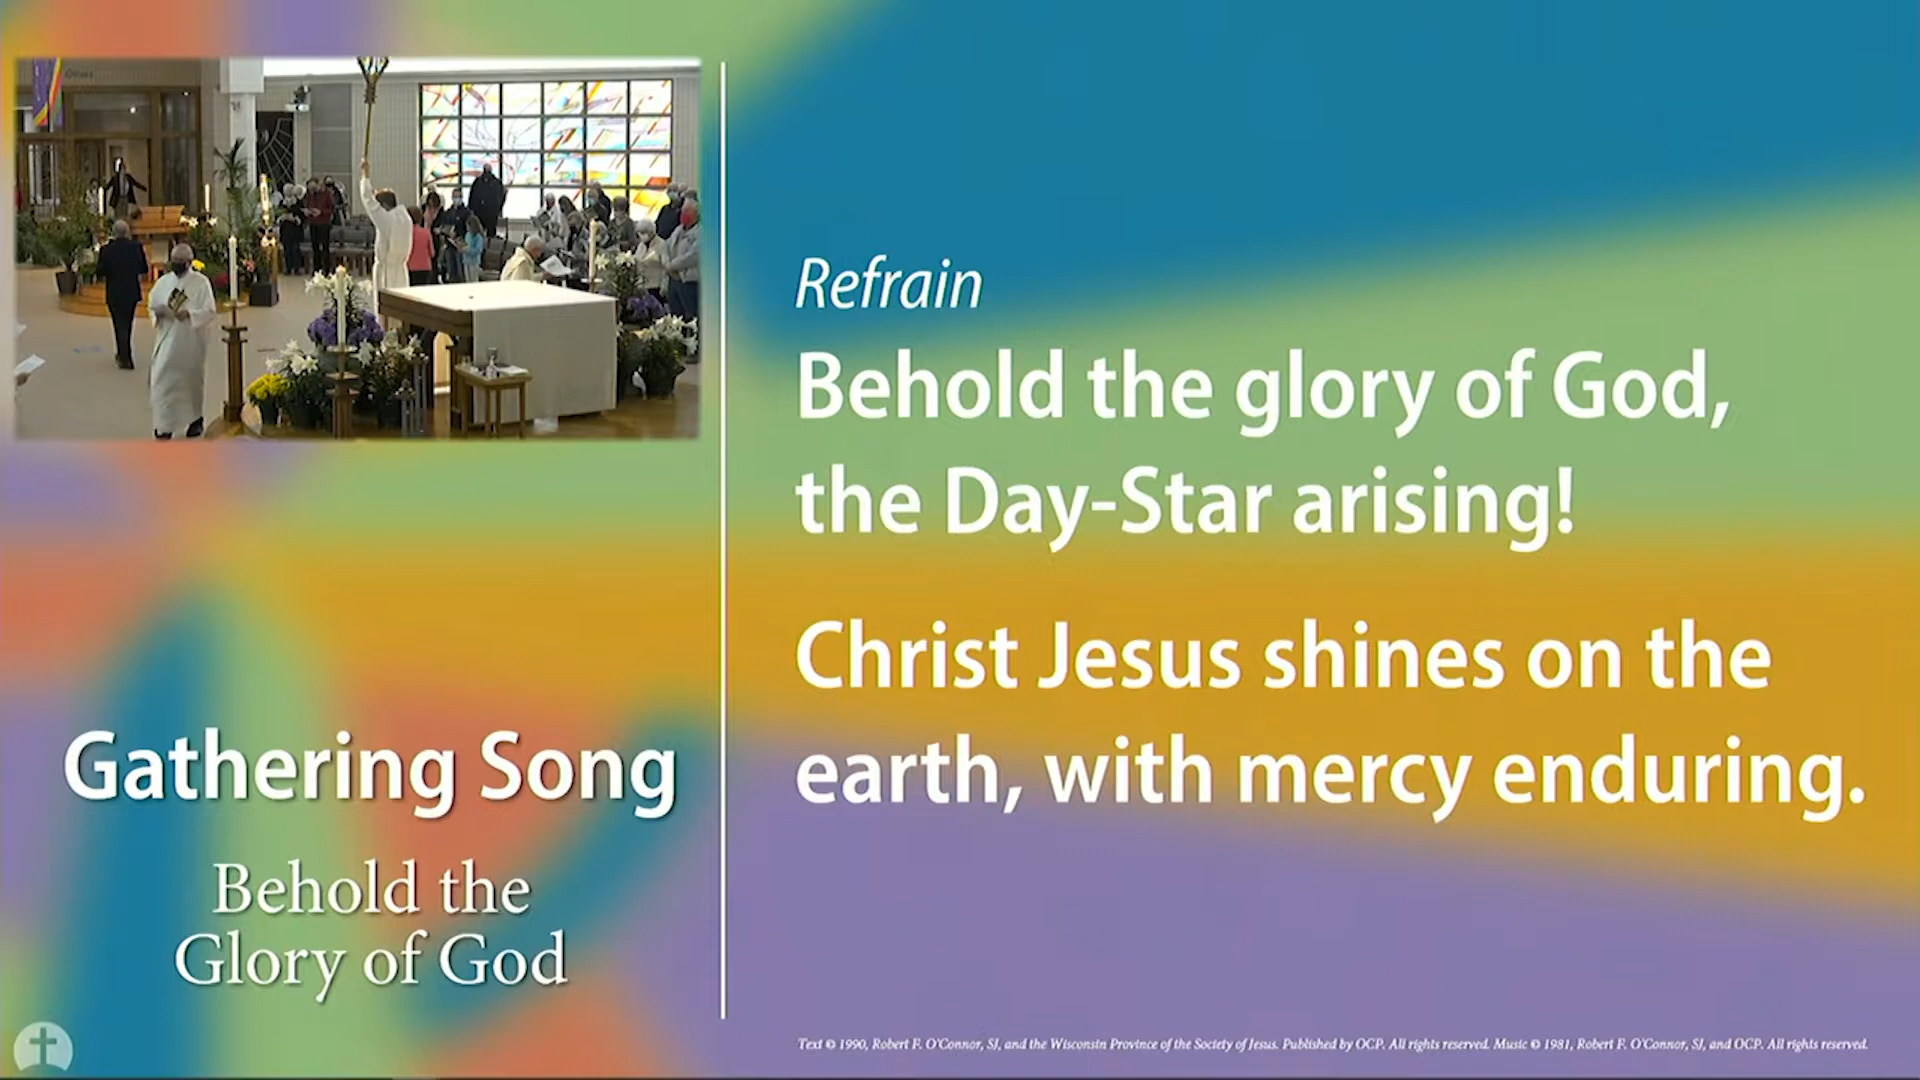 Gathering Song
Behold the
Glory of God
Refrain
Behold the glory of God,
the Day-Star arising!
Christ Jesus shines on the
earth, with mercy enduring.
Text © 1990, Robert F. O'Connor, SJ, and the Wisconsin Province of the Society of Jesus. Published by OCP. All rights reserved. Music © 1981, Robert F. O'Connor, SJ, and OCP. All rights reserved.